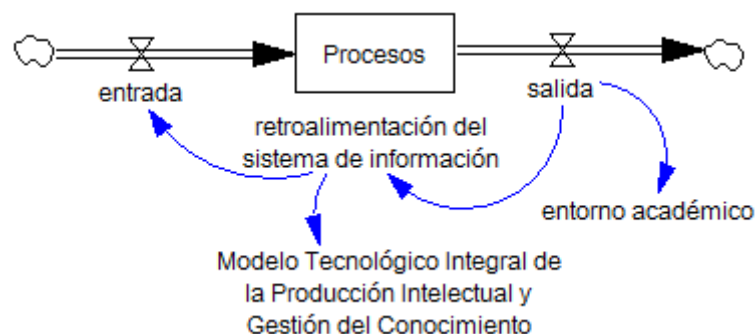 Procesos
entrada
salida
retroalimentación del
sistema de información
entorno académico
Modelo Tecnológico Integral de
la Producción Intelectual y
Gestión del Conocimiento